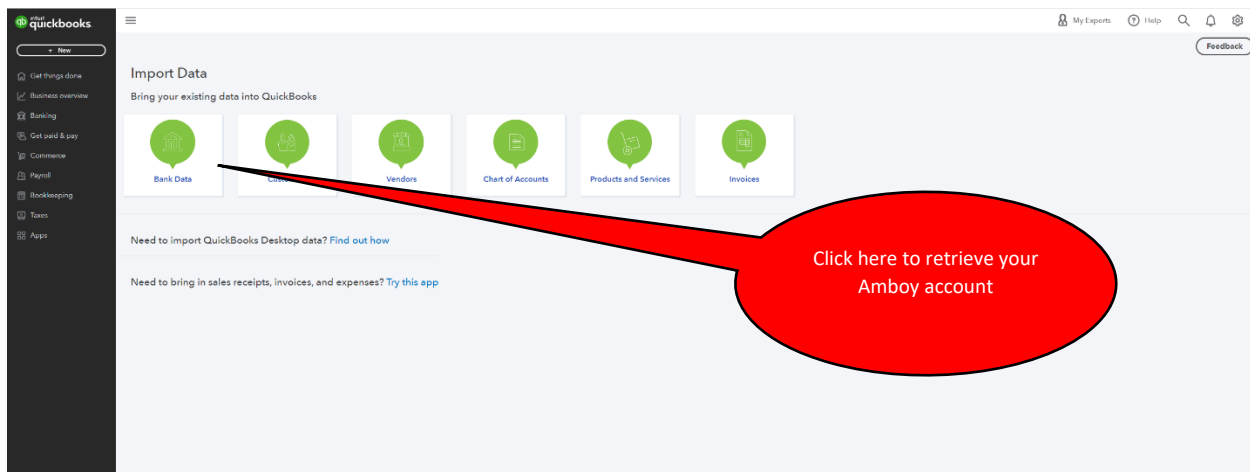 intuit
quickbooks
My Experts
Help
+ New
Feedback
Get things done
Business overview
Banking
Get paid & pay
Commerce
Payroll
Bookkeeping
Taxes
Apps
Import Data
Bring your existing data into QuickBooks
Bank Data
Vendors
Chart of Accounts
Products and Services
Invoices
Need to import QuickBooks Desktop data? Find out how
Need to bring in sales receipts, invoices, and expenses? Try this app
Click here to retrieve your
Amboy account